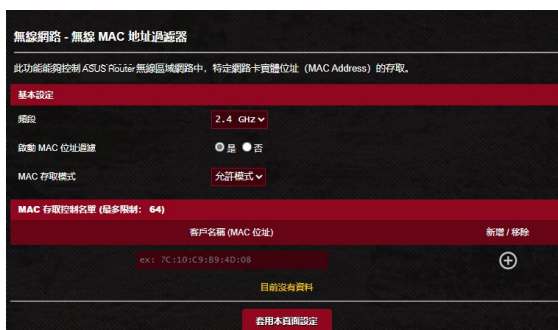 無線網路 - 無線 MAC 地址過濾器
此功能能夠控制 ASUS Router 無線區域網路中，特定網路卡實體位址（MAC Address）的存取。
基本設定
頻段 2.4 GHz
啟動 MAC 位址過濾 是 否
MAC 存取模式 允許模式
MAC 存取控制名單 (最多限制： 64)
客戶名稱 (MAC 位址) 新增 / 移除
ex: 7C:10:C9:B9:4D:08
目前沒有資料
套用本頁面設定